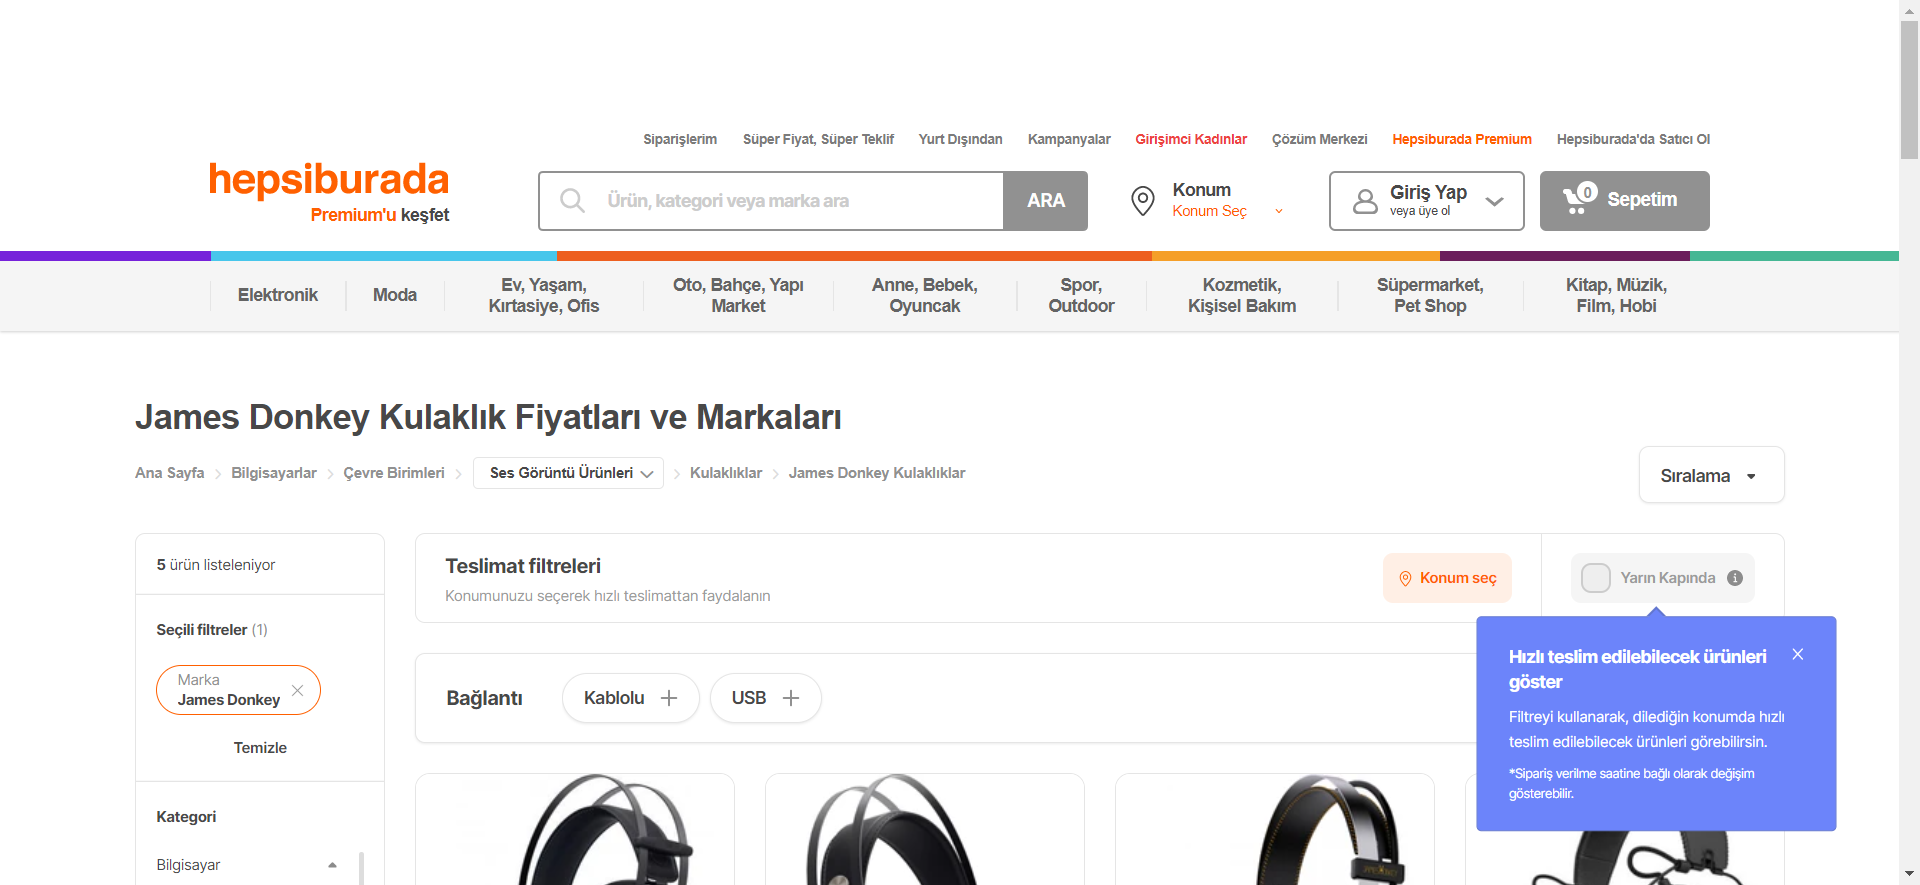 Siparişlerim Süper Fiyat, Süper Teklif Yurt Dışından Kampanyalar Girişimci Kadınlar Çözüm Merkezi Hepsiburada Premium Hepsiburada'da Satıcı Ol
hepsiburada
Premium'u keşfet
Ürün, kategori veya marka ara
ARA
Konum
Konum Seç
Giriş Yap
veya üye ol
0
Sepetim
Elektronik
Moda
Ev, Yaşam,
Kırtasiye, Ofis
Oto, Bahçe, Yapı
Market
Anne, Bebek,
Oyuncak
Spor,
Outdoor
Kozmetik,
Kişisel Bakım
Süpermarket,
Pet Shop
Kitap, Müzik,
Film, Hobi
James Donkey Kulaklık Fiyatları ve Markaları
Ana Sayfa Bilgisayarlar Çevre Birimleri Ses Görüntü Ürünleri Kulaklıklar James Donkey Kulaklıklar
Sıralama
5 ürün listeleniyor
Seçili filtreler (1)
Marka
James Donkey
Temizle
Kategori
Bilgisayar
Teslimat filtreleri
Konumunuzu seçerek hızlı teslimattan faydalanın
Konum seç
Yarın Kapında
Bağlantı
Kablolu
USB
Hızlı teslim edilebilecek ürünleri
göster
Filtreyi kullanarak, dilediğin konumda hızlı
teslim edilebilecek ürünleri görebilirsin.
*Sipariş verilme saatine bağlı olarak değişim
gösterebilir.